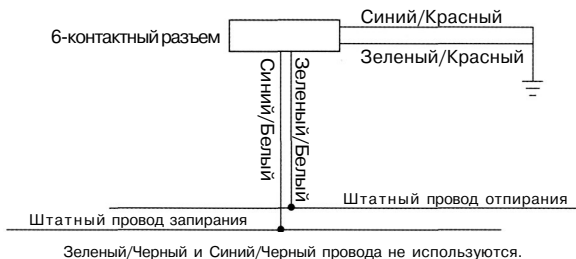 Синий/Красный
6-контактный разъем
Зеленый/Красный
Синий/Белый
Зеленый/Белый
Штатный провод отпирания
Штатный провод запирания
Зеленый/Черный и Синий/Черный провода не используются.